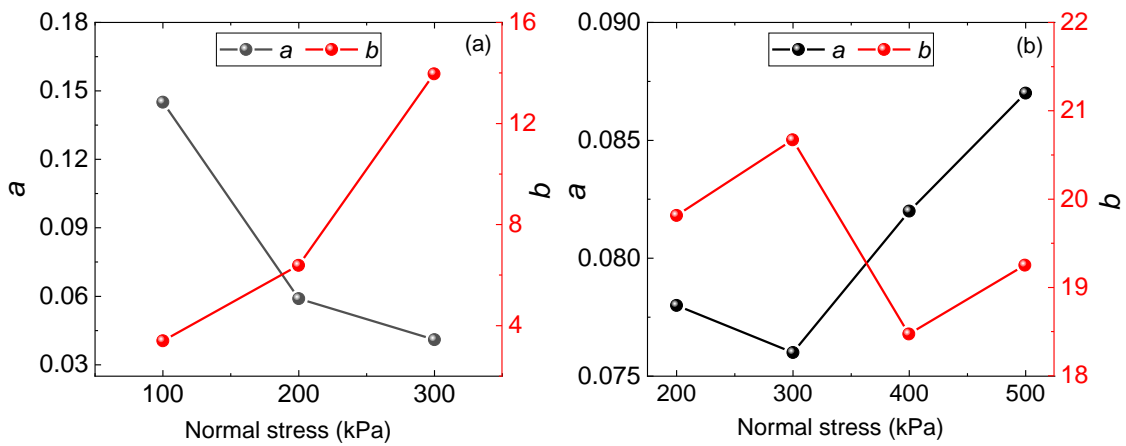 a b (a)
0.18
0.15
0.12
0.09
0.06
0.03
a
16
12
8
4
b
100 200 300
Normal stress (kPa)
a b (b)
0.090
0.085
0.080
0.075
a
22
21
20
19
18
b
200 300 400 500
Normal stress (kPa)